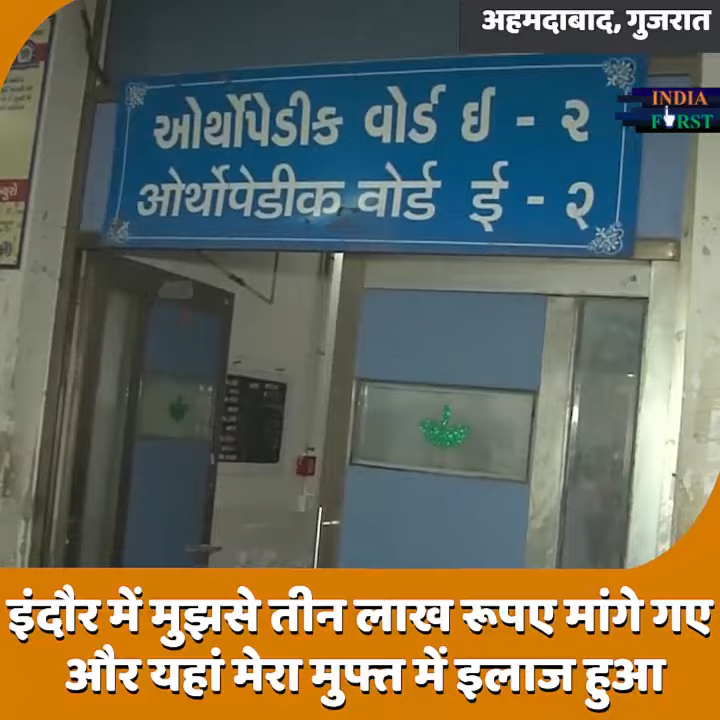 अहमदाबाद, गुजरात
INDIA
FIRST
ઓર્થોપેડીક વોર્ડ ઈ - ૨
ओर्थोपेडीक वोर्ड ई - २
इंदौर में मुझसे तीन लाख रूपए मांगे गए
और यहां मेरा मुफ्त में इलाज हुआ